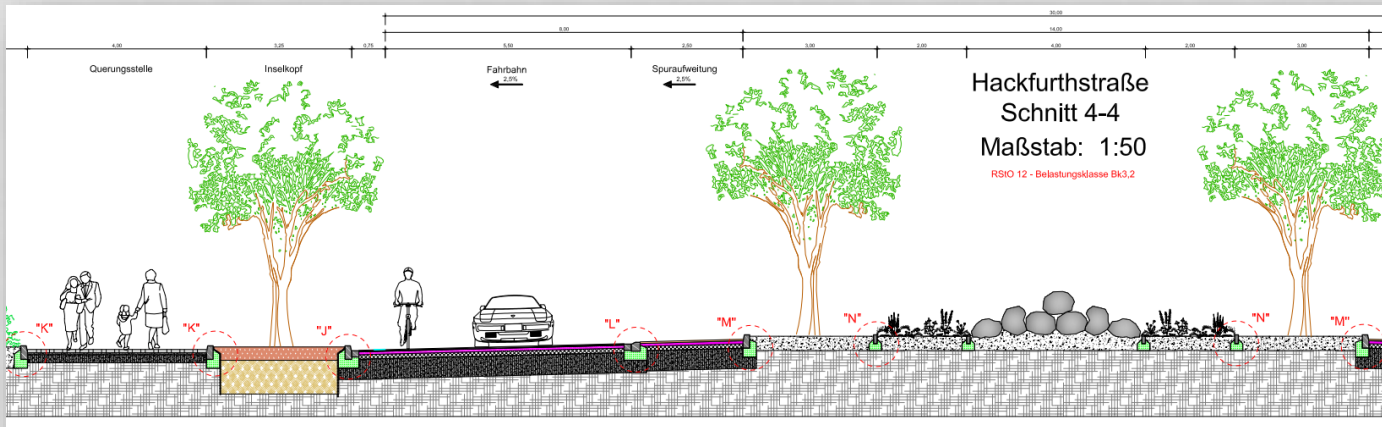 30,00
8,00
14,00
4,90
3,25
0,75
5,50
2,50
3,00
2,00
4,00
2,00
3,00
Querungsstelle
Inselkopf
Fahrbahn
2,5%
Spuraufweitung
2,5%
Hackfurthstraße
Schnitt 4-4
Maßstab: 1:50
RStO 12 - Belastungsklasse Bk3,2
"K"
"K"
"J"
"L"
"M"
"N"
"N"
"M"